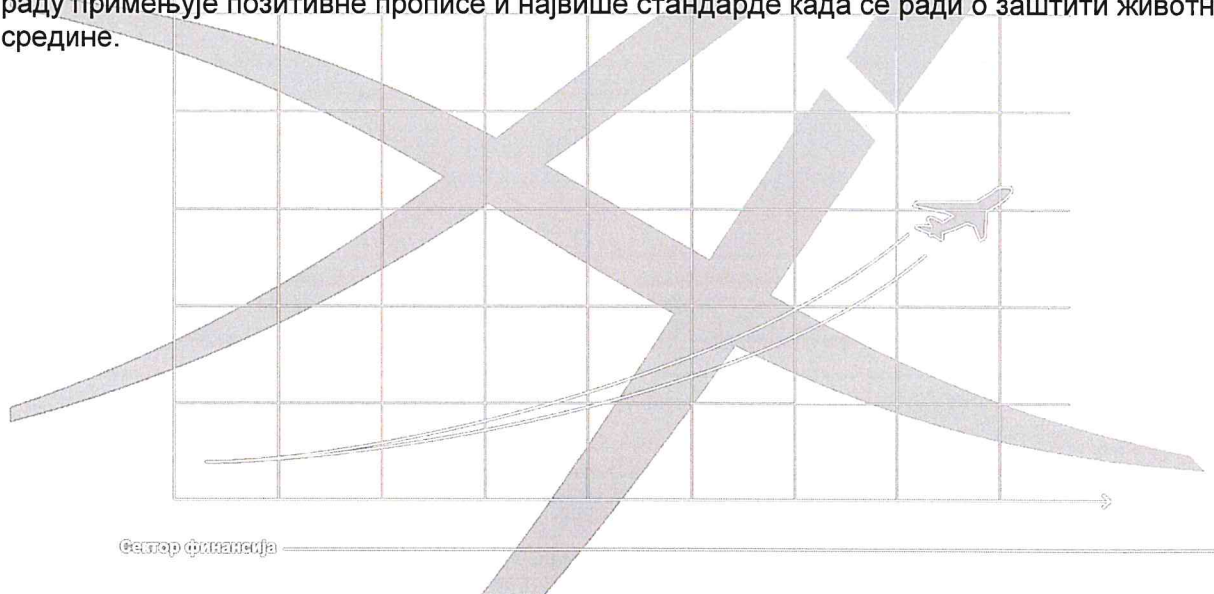 раду примењује позитивне прописе и највише стандарде када се ради о заштити животн
средине.
Сектор финансија